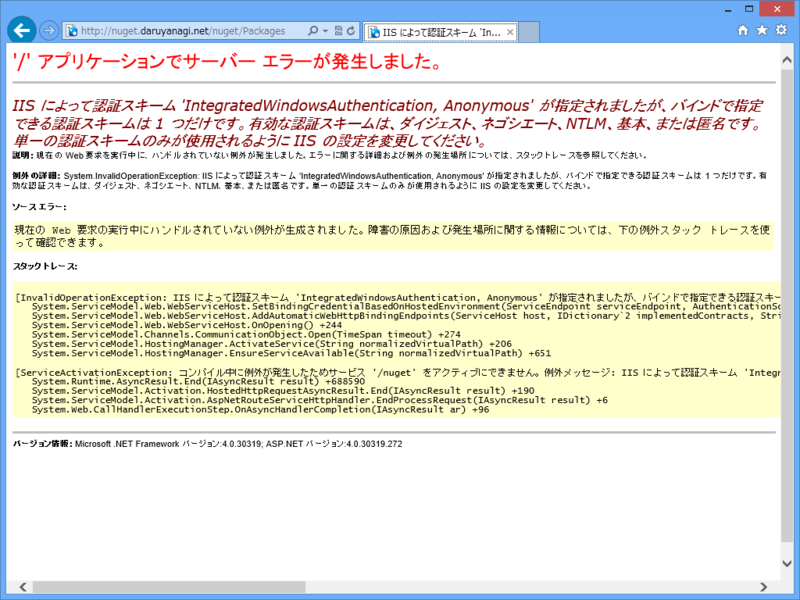 http://nuget.daruyanagi.net/nuget/Packages
IIS によって認証スキーム 'In...
'/' アプリケーションでサーバー エラーが発生しました。
IIS によって認証スキーム 'IntegratedWindowsAuthentication, Anonymous' が指定されましたが、バインドで指定
できる認証スキームは 1 つだけです。有効な認証スキームは、ダイジェスト、ネゴシエート、NTLM、基本、または匿名です。
単一の認証スキームのみが使用されるように IIS の設定を変更してください。
説明: 現在の Web 要求を実行中に、ハンドルされていない例外が発生しました。エラーに関する詳細および例外の発生場所については、スタックトレースを参照してください。
例外の詳細: System.InvalidOperationException: IIS によって認証スキーム 'IntegratedWindowsAuthentication, Anonymous' が指定されましたが、バインドで指定できる認証スキームは 1 つだけです。有
効な認証スキームは、ダイジェスト、ネゴシエート、NTLM、基本、または匿名です。単一の認証スキームのみが使用されるように IIS の設定を変更してください。
ソース エラー:
現在の Web 要求の実行中にハンドルされていない例外が生成されました。障害の原因および発生場所に関する情報については、下の例外スタック トレースを使
って確認できます。
スタック トレース:
[InvalidOperationException: IIS によって認証スキーム 'IntegratedWindowsAuthentication, Anonymous' が指定されましたが、バインドで指定できる認証スキー
System.ServiceModel.Web.WebServiceHost.SetBindingCredentialBasedOnHostedEnvironment(ServiceEndpoint serviceEndpoint, AuthenticationSc
System.ServiceModel.Web.WebServiceHost.AddAutomaticWebHttpBindingEndpoints(ServiceHost host, IDictionary`2 implementedContracts, Stri
System.ServiceModel.Web.WebServiceHost.OnOpening() +244
System.ServiceModel.Channels.CommunicationObject.Open(TimeSpan timeout) +274
System.ServiceModel.HostingManager.ActivateService(String normalizedVirtualPath) +206
System.ServiceModel.HostingManager.EnsureServiceAvailable(String normalizedVirtualPath) +651
[ServiceActivationException: コンパイル中に例外が発生したためサービス '/nuget' をアクティブにできません。例外メッセージ: IIS によって認証スキーム 'Integr
System.Runtime.AsyncResult.End(IAsyncResult result) +688590
System.ServiceModel.Activation.HostedHttpRequestAsyncResult.End(IAsyncResult result) +190
System.ServiceModel.Activation.AspNetRouteServiceHttpHandler.EndProcessRequest(IAsyncResult result) +6
System.Web.CallHandlerExecutionStep.OnAsyncHandlerCompletion(IAsyncResult ar) +96
バージョン情報: Microsoft .NET Framework バージョン:4.0.30319; ASP.NET バージョン:4.0.30319.272